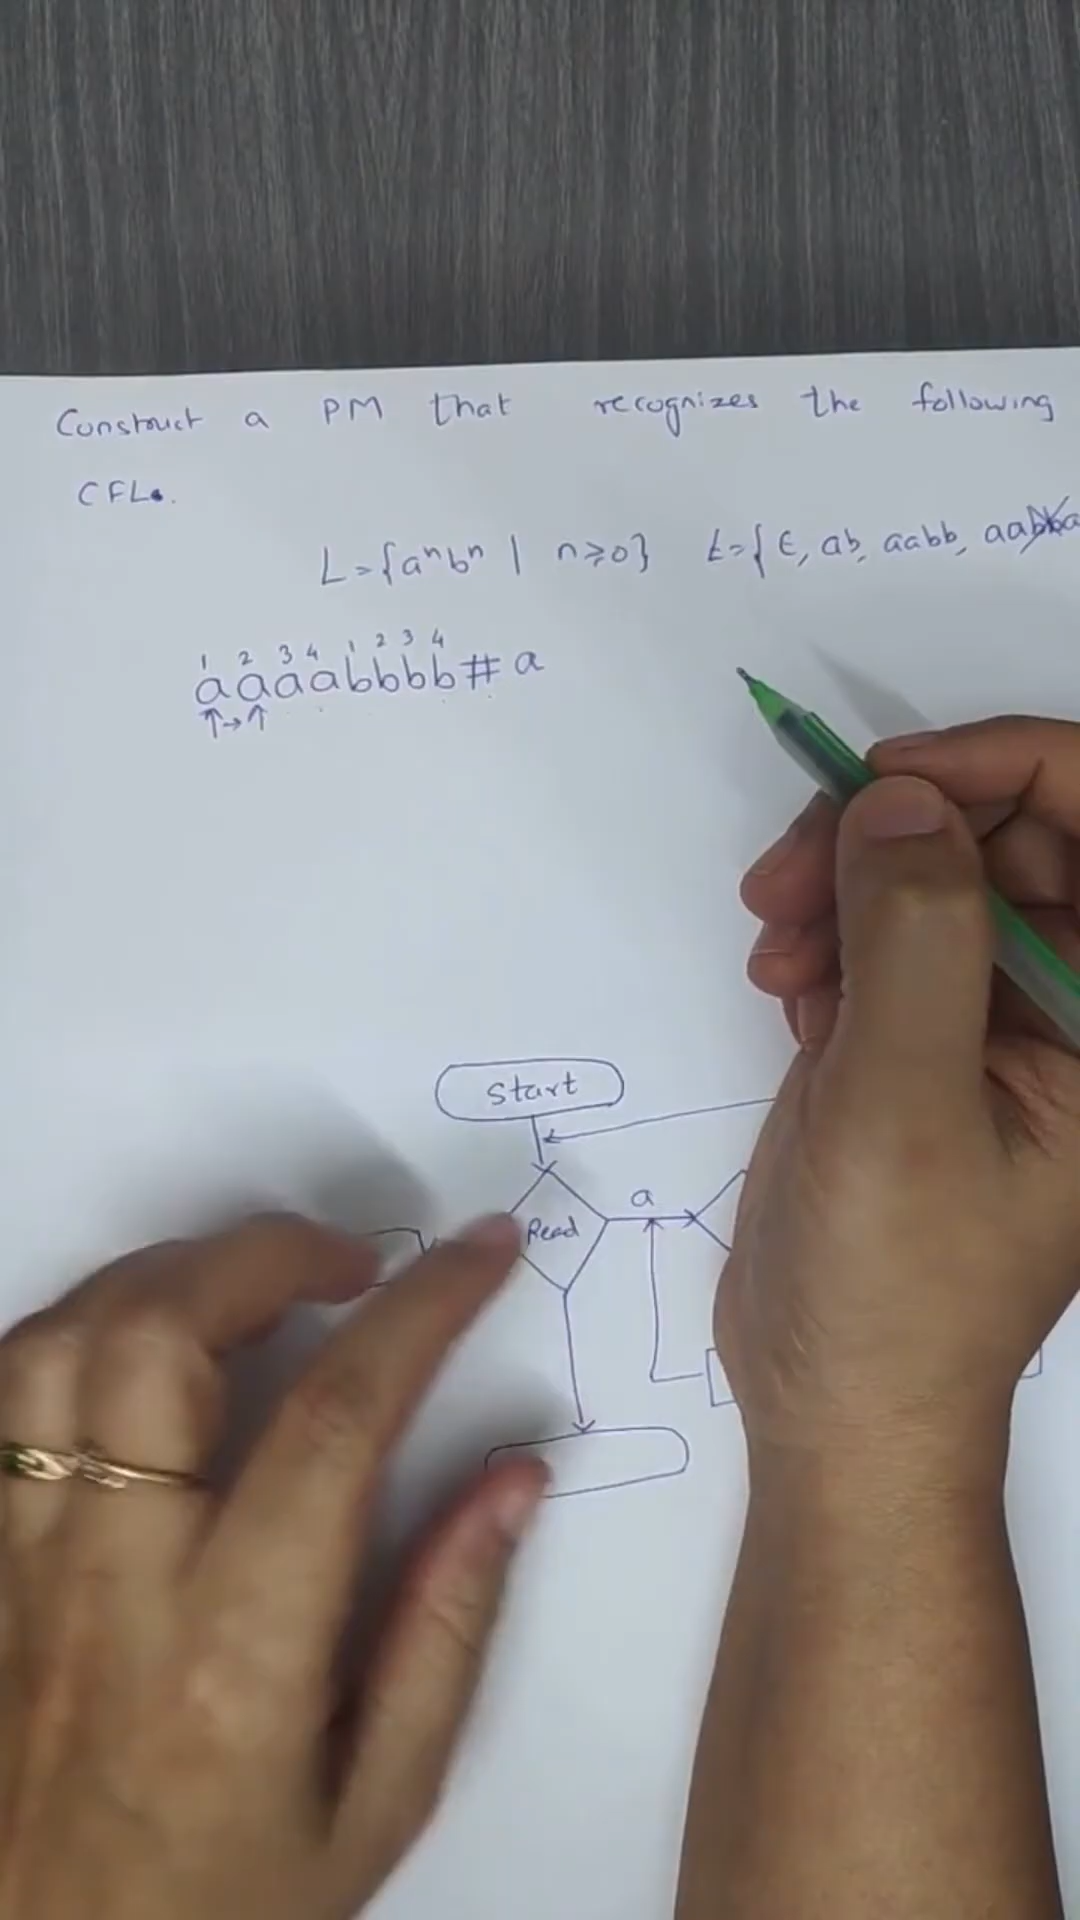 Construct a PM that recognizes the following
CFL.
L={aⁿbⁿ | n≥0} L={ ε, ab, aabb,
1 2 3 4 1 2 3 4
aaaabbbb# a
start
a
Read